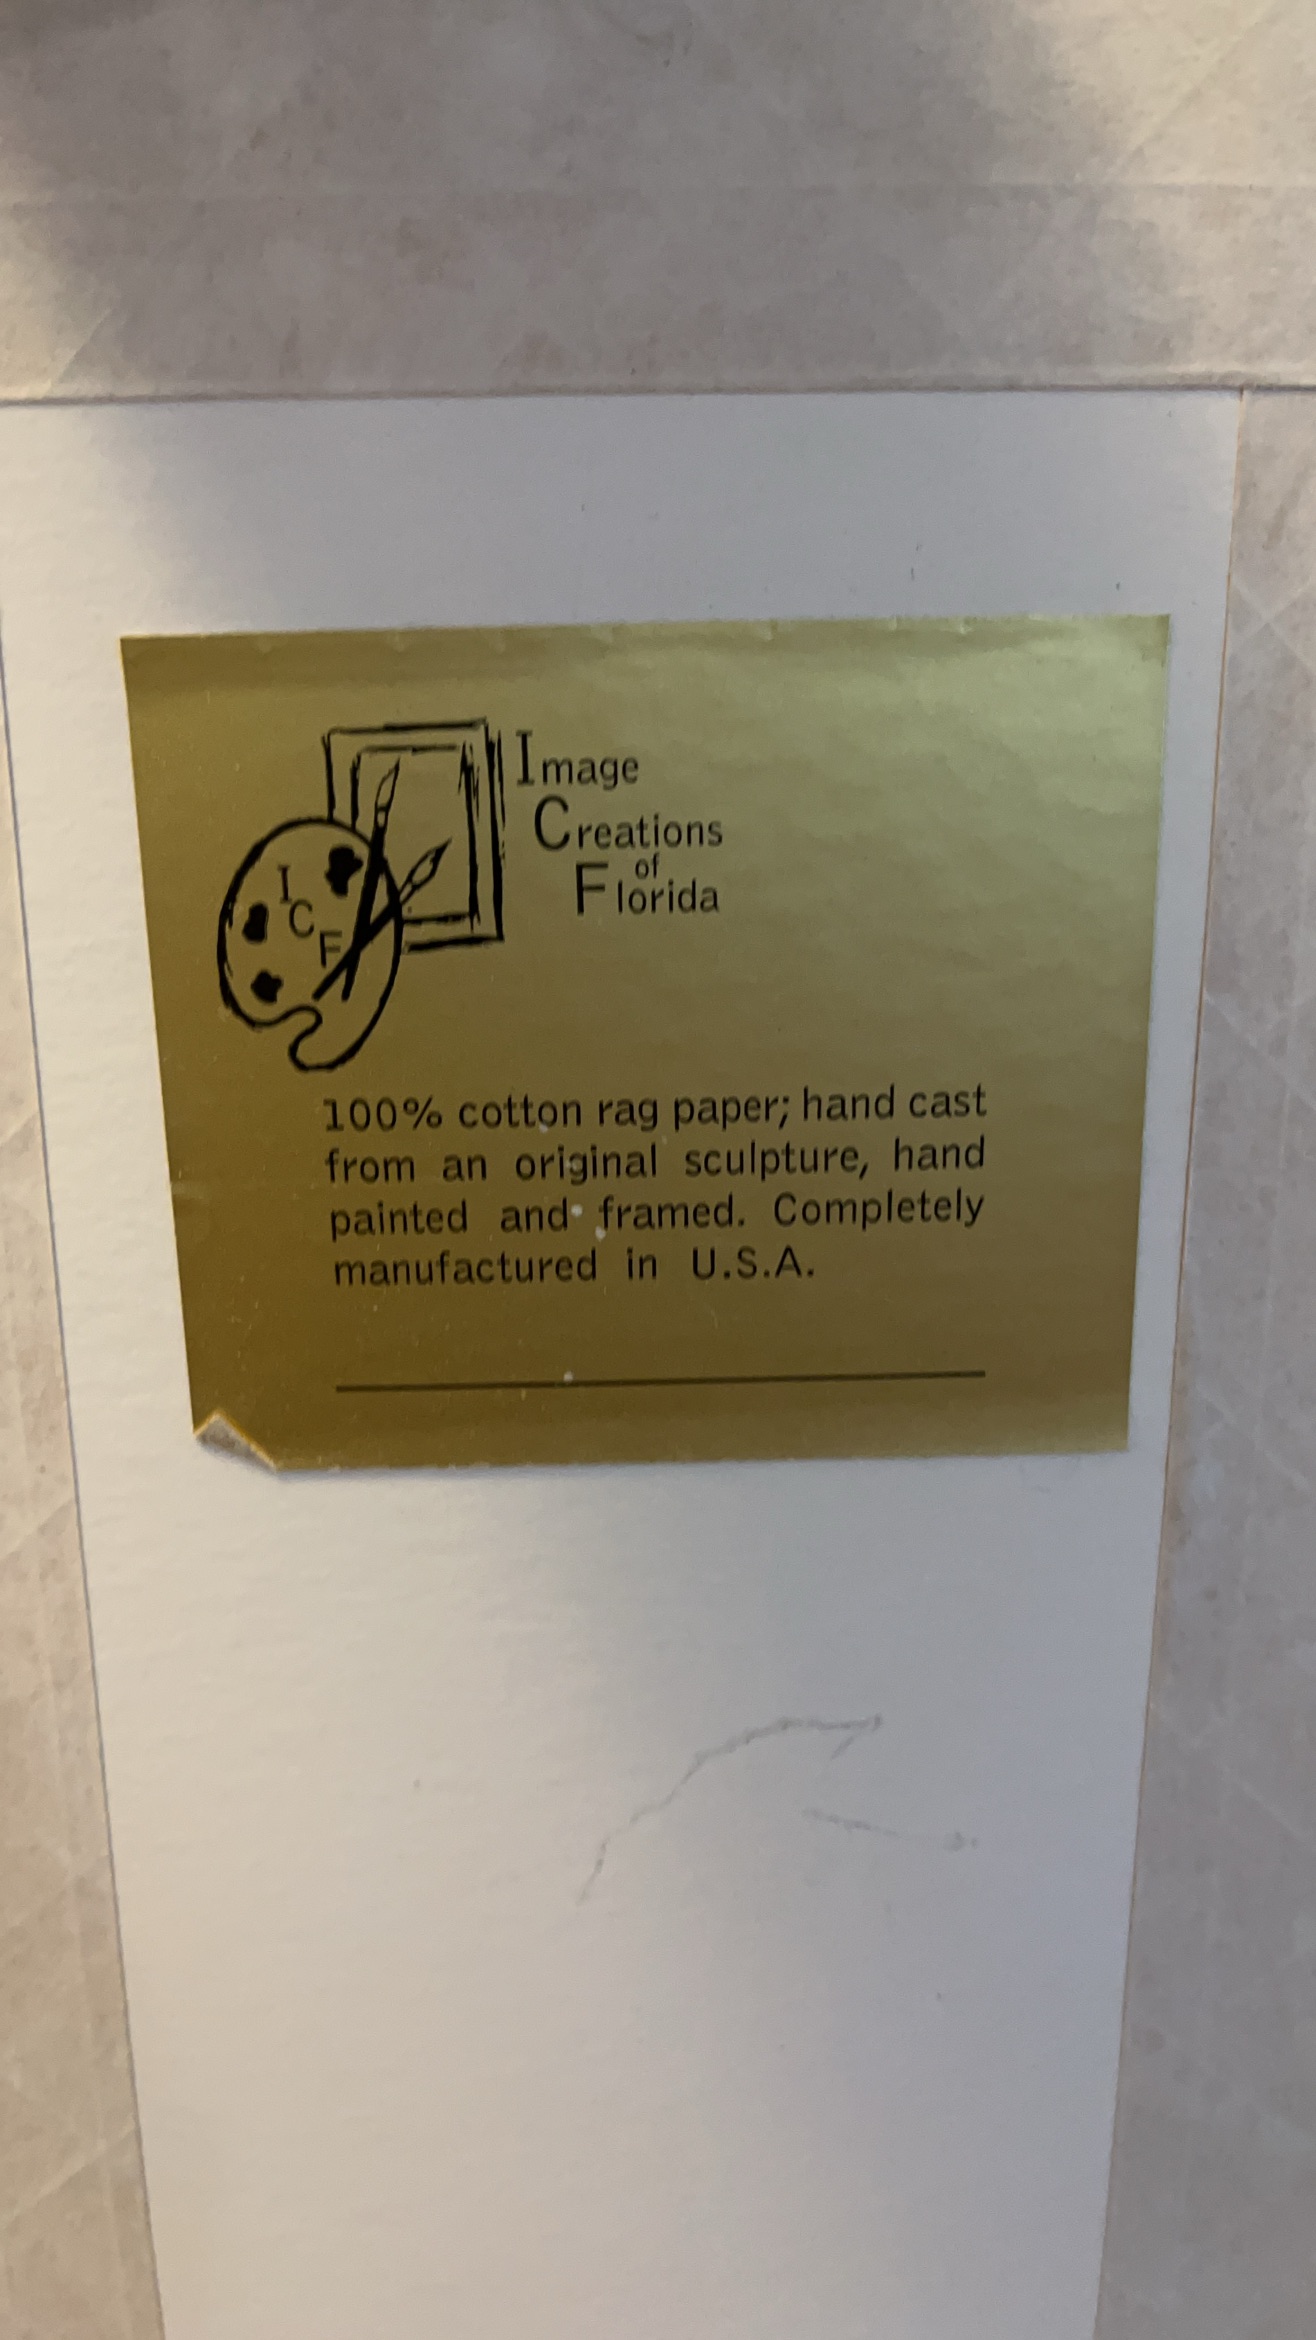 Image
Creations
of
Florida
I
C
F
100% cotton rag paper; hand cast
from an original sculpture, hand
painted and framed. Completely
manufactured in U.S.A.